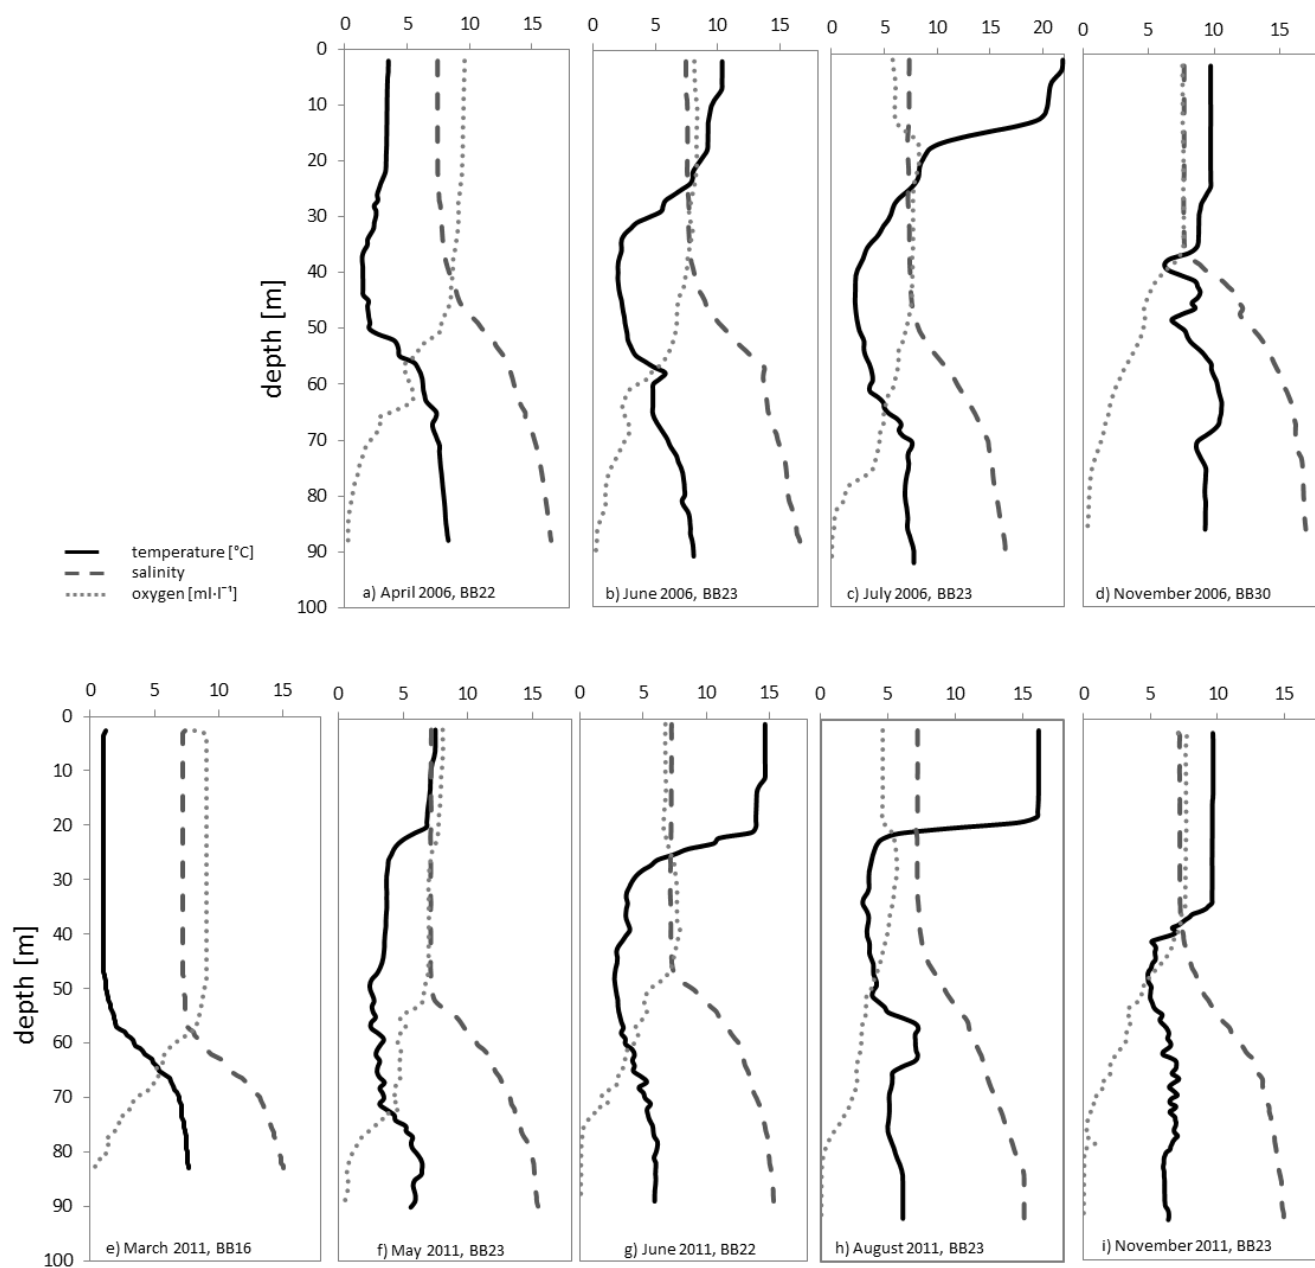 0 5 10 15
0 5 10 15
0 5 10 15 20
0 5 10 15
0
10
20
30
40
50
60
70
80
90
100
depth [m]
temperature [°C]
salinity
oxygen [ml·l⁻¹]
a) April 2006, BB22
b) June 2006, BB23
c) July 2006, BB23
d) November 2006, BB30
0 5 10 15
0 5 10 15
0 5 10 15
0 5 10 15
0 5 10 15
0
10
20
30
40
50
60
70
80
90
100
depth [m]
e) March 2011, BB16
f) May 2011, BB23
g) June 2011, BB22
h) August 2011, BB23
i) November 2011, BB23